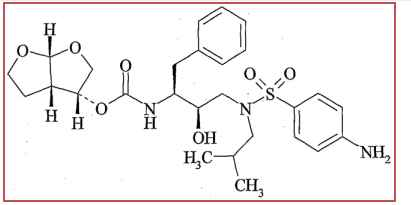 H
O O O O O
O N H N S
H H OH
NH₂
H₃C
CH₃